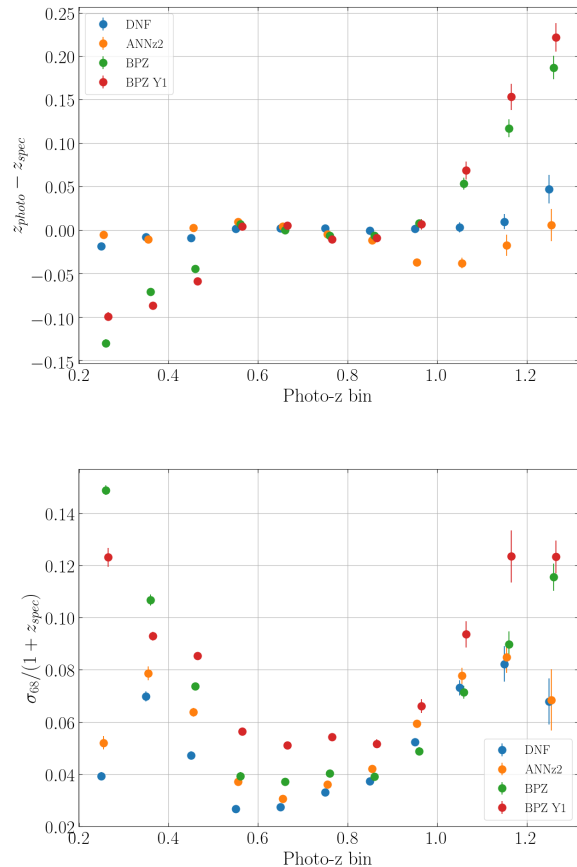 0.25
0.20
0.15
0.10
0.05
0.00
−0.05
−0.10
−0.15
z_photo − z_spec
DNF
ANNz2
BPZ
BPZ Y1
0.2 0.4 0.6 0.8 1.0 1.2
Photo-z bin
0.14
0.12
0.10
0.08
0.06
0.04
0.02
σ_68/(1 + z_spec)
DNF
ANNz2
BPZ
BPZ Y1
0.2 0.4 0.6 0.8 1.0 1.2
Photo-z bin